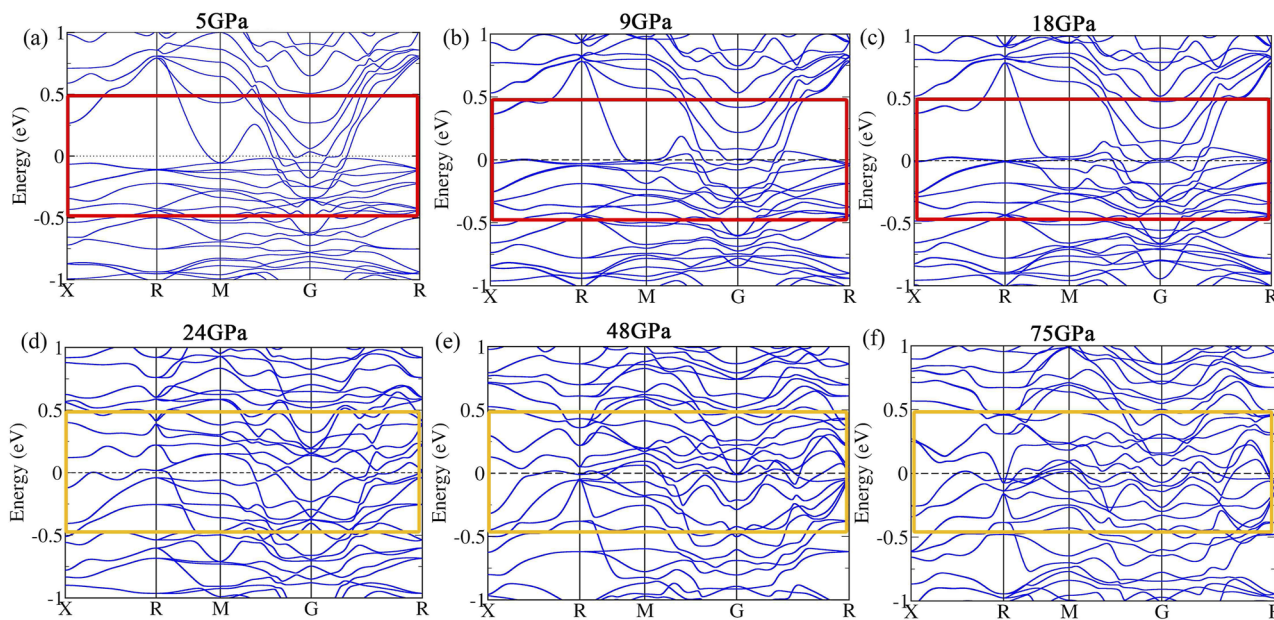 5GPa
9GPa
18GPa
(a)
(b)
(c)
1
0.5
0
-0.5
-1
Energy (eV)
X R M G R
1
0.5
0
-0.5
-1
Energy (eV)
X R M G R
1
0.5
0
-0.5
-1
Energy (eV)
X R M G R
24GPa
48GPa
75GPa
(d)
(e)
(f)
1
0.5
0
-0.5
-1
Energy (eV)
X R M G R
1
0.5
0
-0.5
-1
Energy (eV)
X R M G R
1
0.5
0
-0.5
-1
Energy (eV)
X R M G R